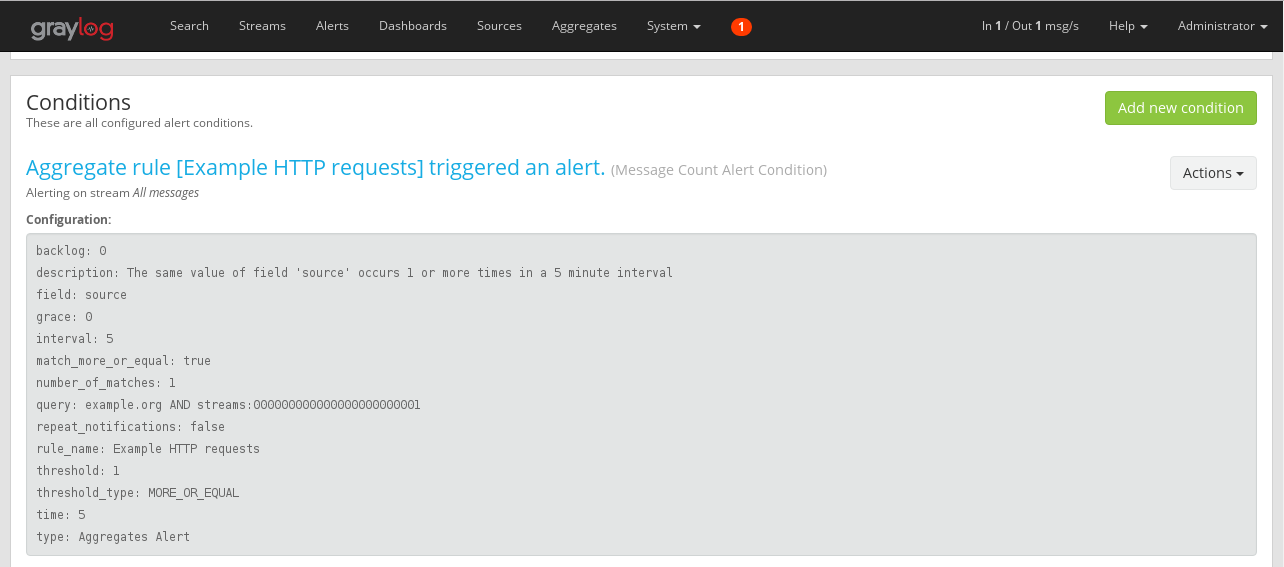 graylog Search Streams Alerts Dashboards Sources Aggregates System 1 In 1 / Out 1 msg/s Help Administrator
Conditions
Add new condition
These are all configured alert conditions.
Aggregate rule [Example HTTP requests] triggered an alert. (Message Count Alert Condition)
Actions
Alerting on stream All messages
Configuration:
backlog: 0
description: The same value of field 'source' occurs 1 or more times in a 5 minute interval
field: source
grace: 0
interval: 5
match_more_or_equal: true
number_of_matches: 1
query: example.org AND streams:000000000000000000000001
repeat_notifications: false
rule_name: Example HTTP requests
threshold: 1
threshold_type: MORE_OR_EQUAL
time: 5
type: Aggregates Alert